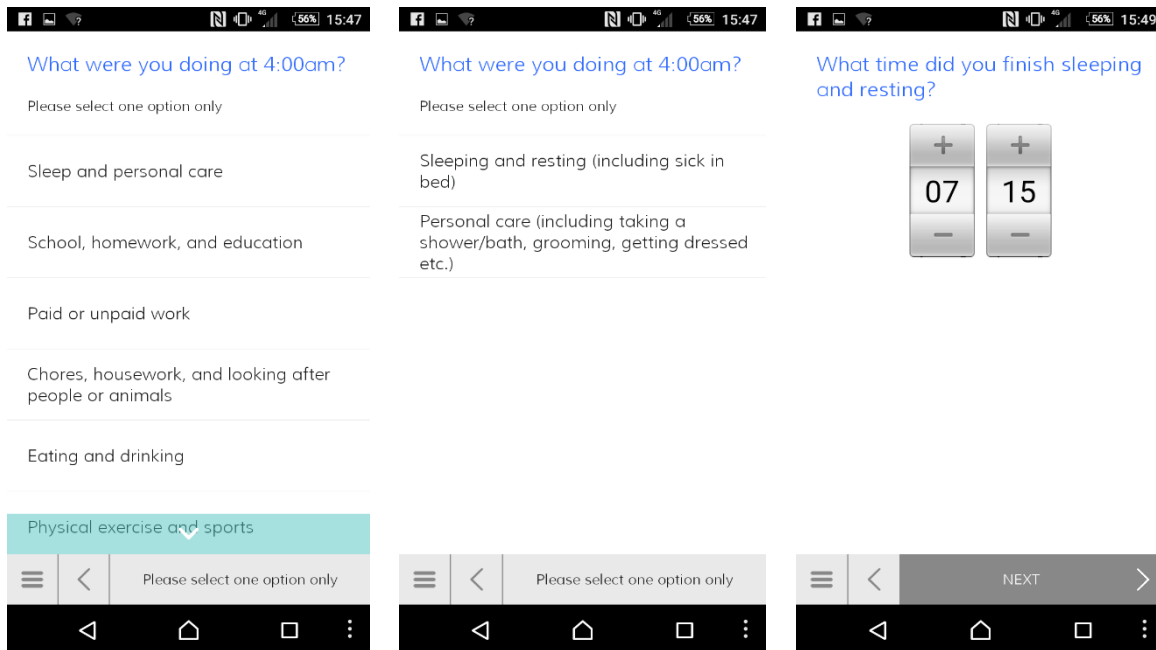 56% 15:47
What were you doing at 4:00am?
Please select one option only
Sleep and personal care
School, homework, and education
Paid or unpaid work
Chores, housework, and looking after
people or animals
Eating and drinking
Physical exercise and sports
Please select one option only
56% 15:47
What were you doing at 4:00am?
Please select one option only
Sleeping and resting (including sick in
bed)
Personal care (including taking a
shower/bath, grooming, getting dressed
etc.)
Please select one option only
56% 15:49
What time did you finish sleeping
and resting?
+ +
07 15
- -
NEXT